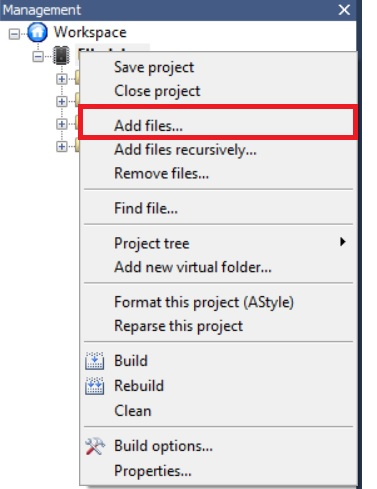 Management
Workspace
Save project
Close project
Add files...
Add files recursively...
Remove files...
Find file...
Project tree
Add new virtual folder...
Format this project (AStyle)
Reparse this project
Build
Rebuild
Clean
Build options...
Properties...